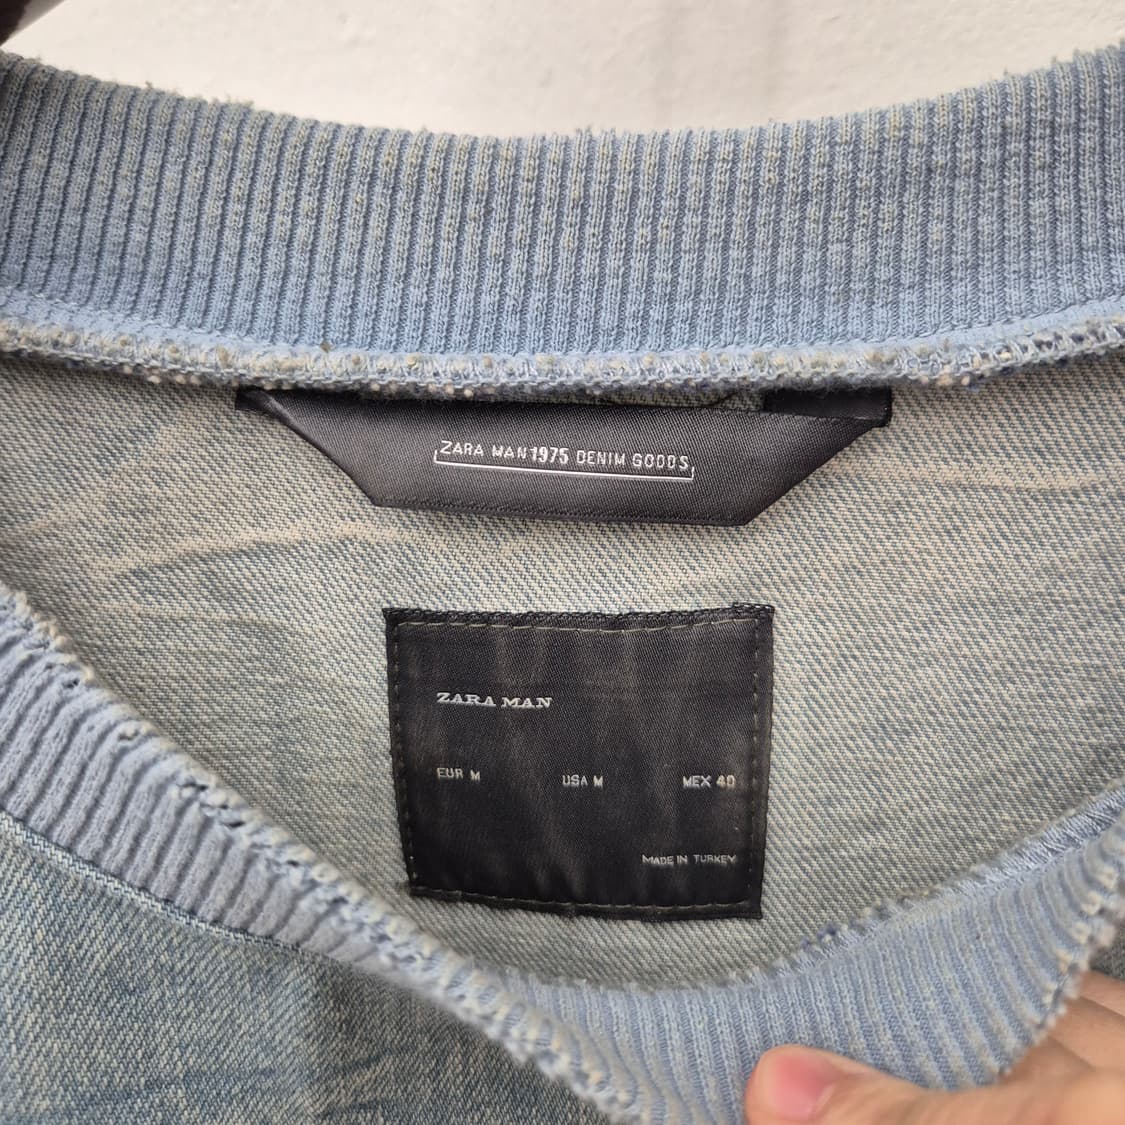 ZARA MAN 1975 DENIM GOODS
ZARA MAN
EUR M USA M MEX 40
MADE IN TURKEY